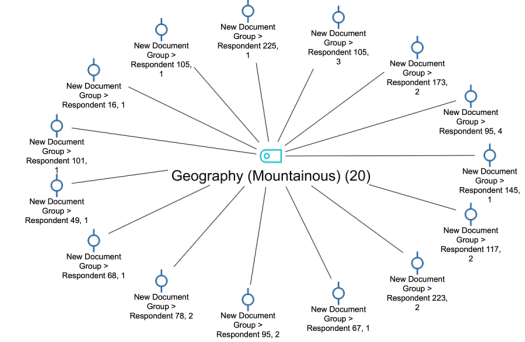 New Document
Group >
Respondent 225,
1
New Document
Group >
Respondent 105,
3
New Document
Group >
Respondent 105,
1
New Document
Group >
Respondent 173,
2
New Document
Group >
Respondent 16, 1
New Document
Group >
Respondent 95, 4
New Document
Group >
Respondent 101,
1
New Document
Group >
Respondent 145,
1
Geography (Mountainous) (20)
New Document
Group >
Respondent 49, 1
New Document
Group >
Respondent 117,
2
New Document
Group >
Respondent 68, 1
New Document
Group >
Respondent 223,
2
New Document
Group >
Respondent 78, 2
New Document
Group >
Respondent 67, 1
New Document
Group >
Respondent 95, 2